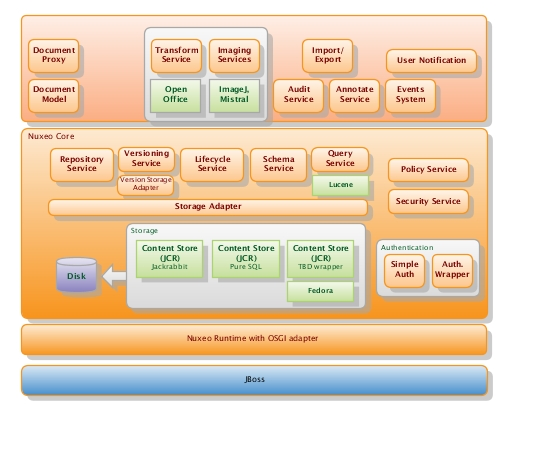 Document
Proxy
Transform
Service
Imaging
Services
Import/
Export
User Notification
Document
Model
Open
Office
ImageJ,
Mistral
Audit
Service
Annotate
Service
Events
System
Nuxeo Core
Repository
Service
Versioning
Service
Version Storage
Adapter
Lifecycle
Service
Schema
Service
Query
Service
Lucene
Policy Service
Security Service
Storage Adapter
Storage
Content Store
(JCR)
Jackrabbit
Content Store
(JCR)
Pure SQL
Content Store
(JCR)
TBD wrapper
Fedora
Disk
Authentication
Simple
Auth
Auth.
Wrapper
Nuxeo Runtime with OSGI adapter
JBoss